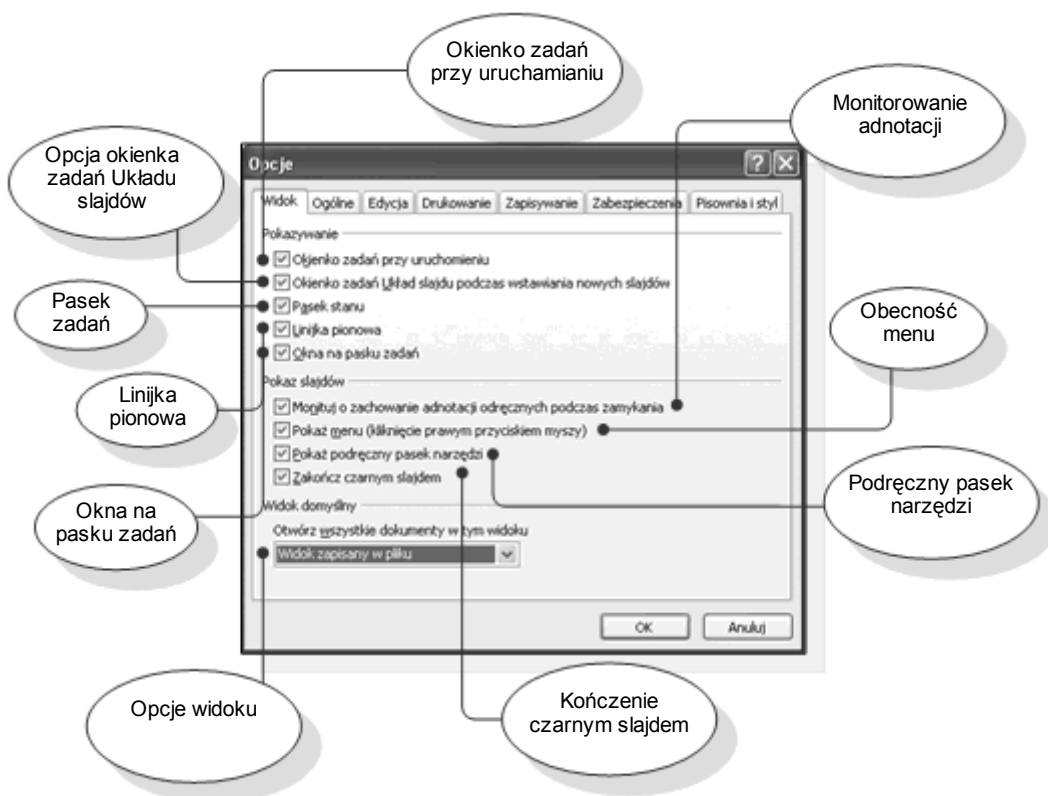 Okienko zadań
przy uruchamianiu
Monitorowanie
adnotacji
Opcja okienka
zadań Układu
slajdów
Opcje
Widok Ogólne Edycja Drukowanie Zapisywanie Zabezpieczenia Pisownia i styl
Pokazywanie
Okienko zadań przy uruchomieniu
Okienko zadań Układ slajdu podczas wstawiania nowych slajdów
Pasek stanu
Linijka pionowa
Okna na pasku zadań
Pasek
zadań
Obecność
menu
Linijka
pionowa
Pokaz slajdów
Monituj o zachowanie adnotacji odręcznych podczas zamykania
Pokaż menu (kliknięcie prawym przyciskiem myszy)
Pokaż podręczny pasek narzędzi
Zakończ czarnym slajdem
Podręczny pasek
narzędzi
Okna na
pasku zadań
Widok domyślny
Otwórz wszystkie dokumenty w tym widoku
Widok zapisany w pliku
OK Anuluj
Opcje widoku
Kończenie
czarnym slajdem